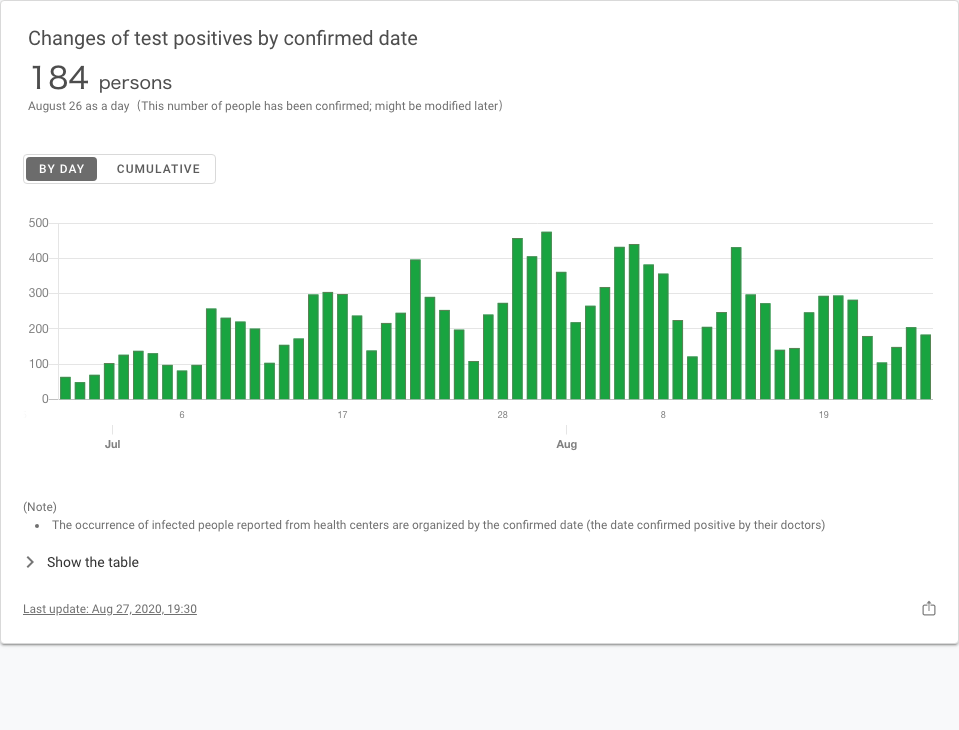 Changes of test positives by confirmed date
184 persons
August 26 as a day（This number of people has been confirmed; might be modified later）
BY DAY CUMULATIVE
500
400
300
200
100
0
6 17 28 8 19
Jul Aug
(Note)
• The occurrence of infected people reported from health centers are organized by the confirmed date (the date confirmed positive by their doctors)
Show the table
Last update: Aug 27, 2020, 19:30